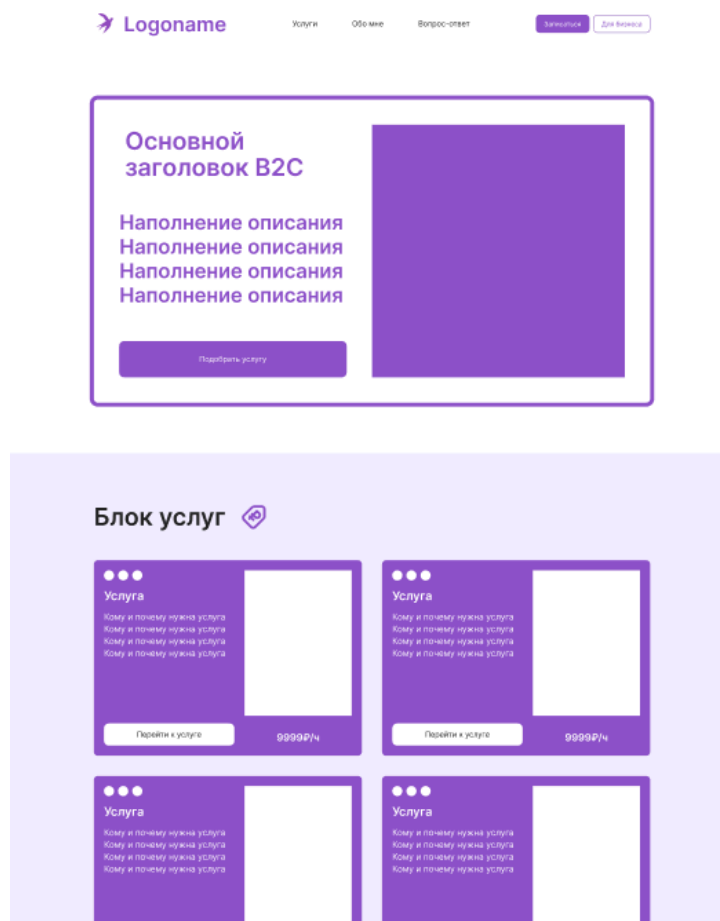 Logoname
Услуги
Обо мне
Вопрос-ответ
Записаться
Для бизнеса
Основной
заголовок B2C
Наполнение описания
Наполнение описания
Наполнение описания
Наполнение описания
Подобрать услугу
Блок услуг
Услуга
Кому и почему нужна услуга
Кому и почему нужна услуга
Кому и почему нужна услуга
Кому и почему нужна услуга
Перейти к услуге
9999₽/ч
Услуга
Кому и почему нужна услуга
Кому и почему нужна услуга
Кому и почему нужна услуга
Кому и почему нужна услуга
Перейти к услуге
9999₽/ч
Услуга
Кому и почему нужна услуга
Кому и почему нужна услуга
Кому и почему нужна услуга
Кому и почему нужна услуга
Услуга
Кому и почему нужна услуга
Кому и почему нужна услуга
Кому и почему нужна услуга
Кому и почему нужна услуга